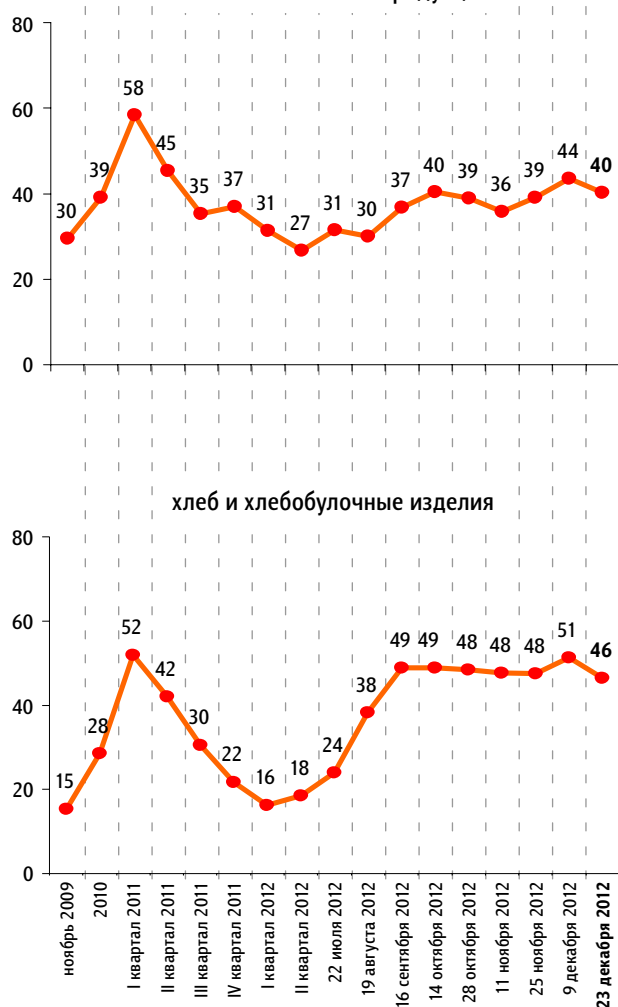 80
60
40
20
0
30
39
58
45
35
37
31
27
31
30
37
40
39
36
39
44
40
хлеб и хлебобулочные изделия
80
60
40
20
0
15
28
52
42
30
22
16
18
24
38
49
49
48
48
48
51
46
ноябрь 2009
2010
I квартал 2011
II квартал 2011
III квартал 2011
IV квартал 2011
I квартал 2012
II квартал 2012
22 июля 2012
19 августа 2012
16 сентября 2012
14 октября 2012
28 октября 2012
11 ноября 2012
25 ноября 2012
9 декабря 2012
23 декабря 2012